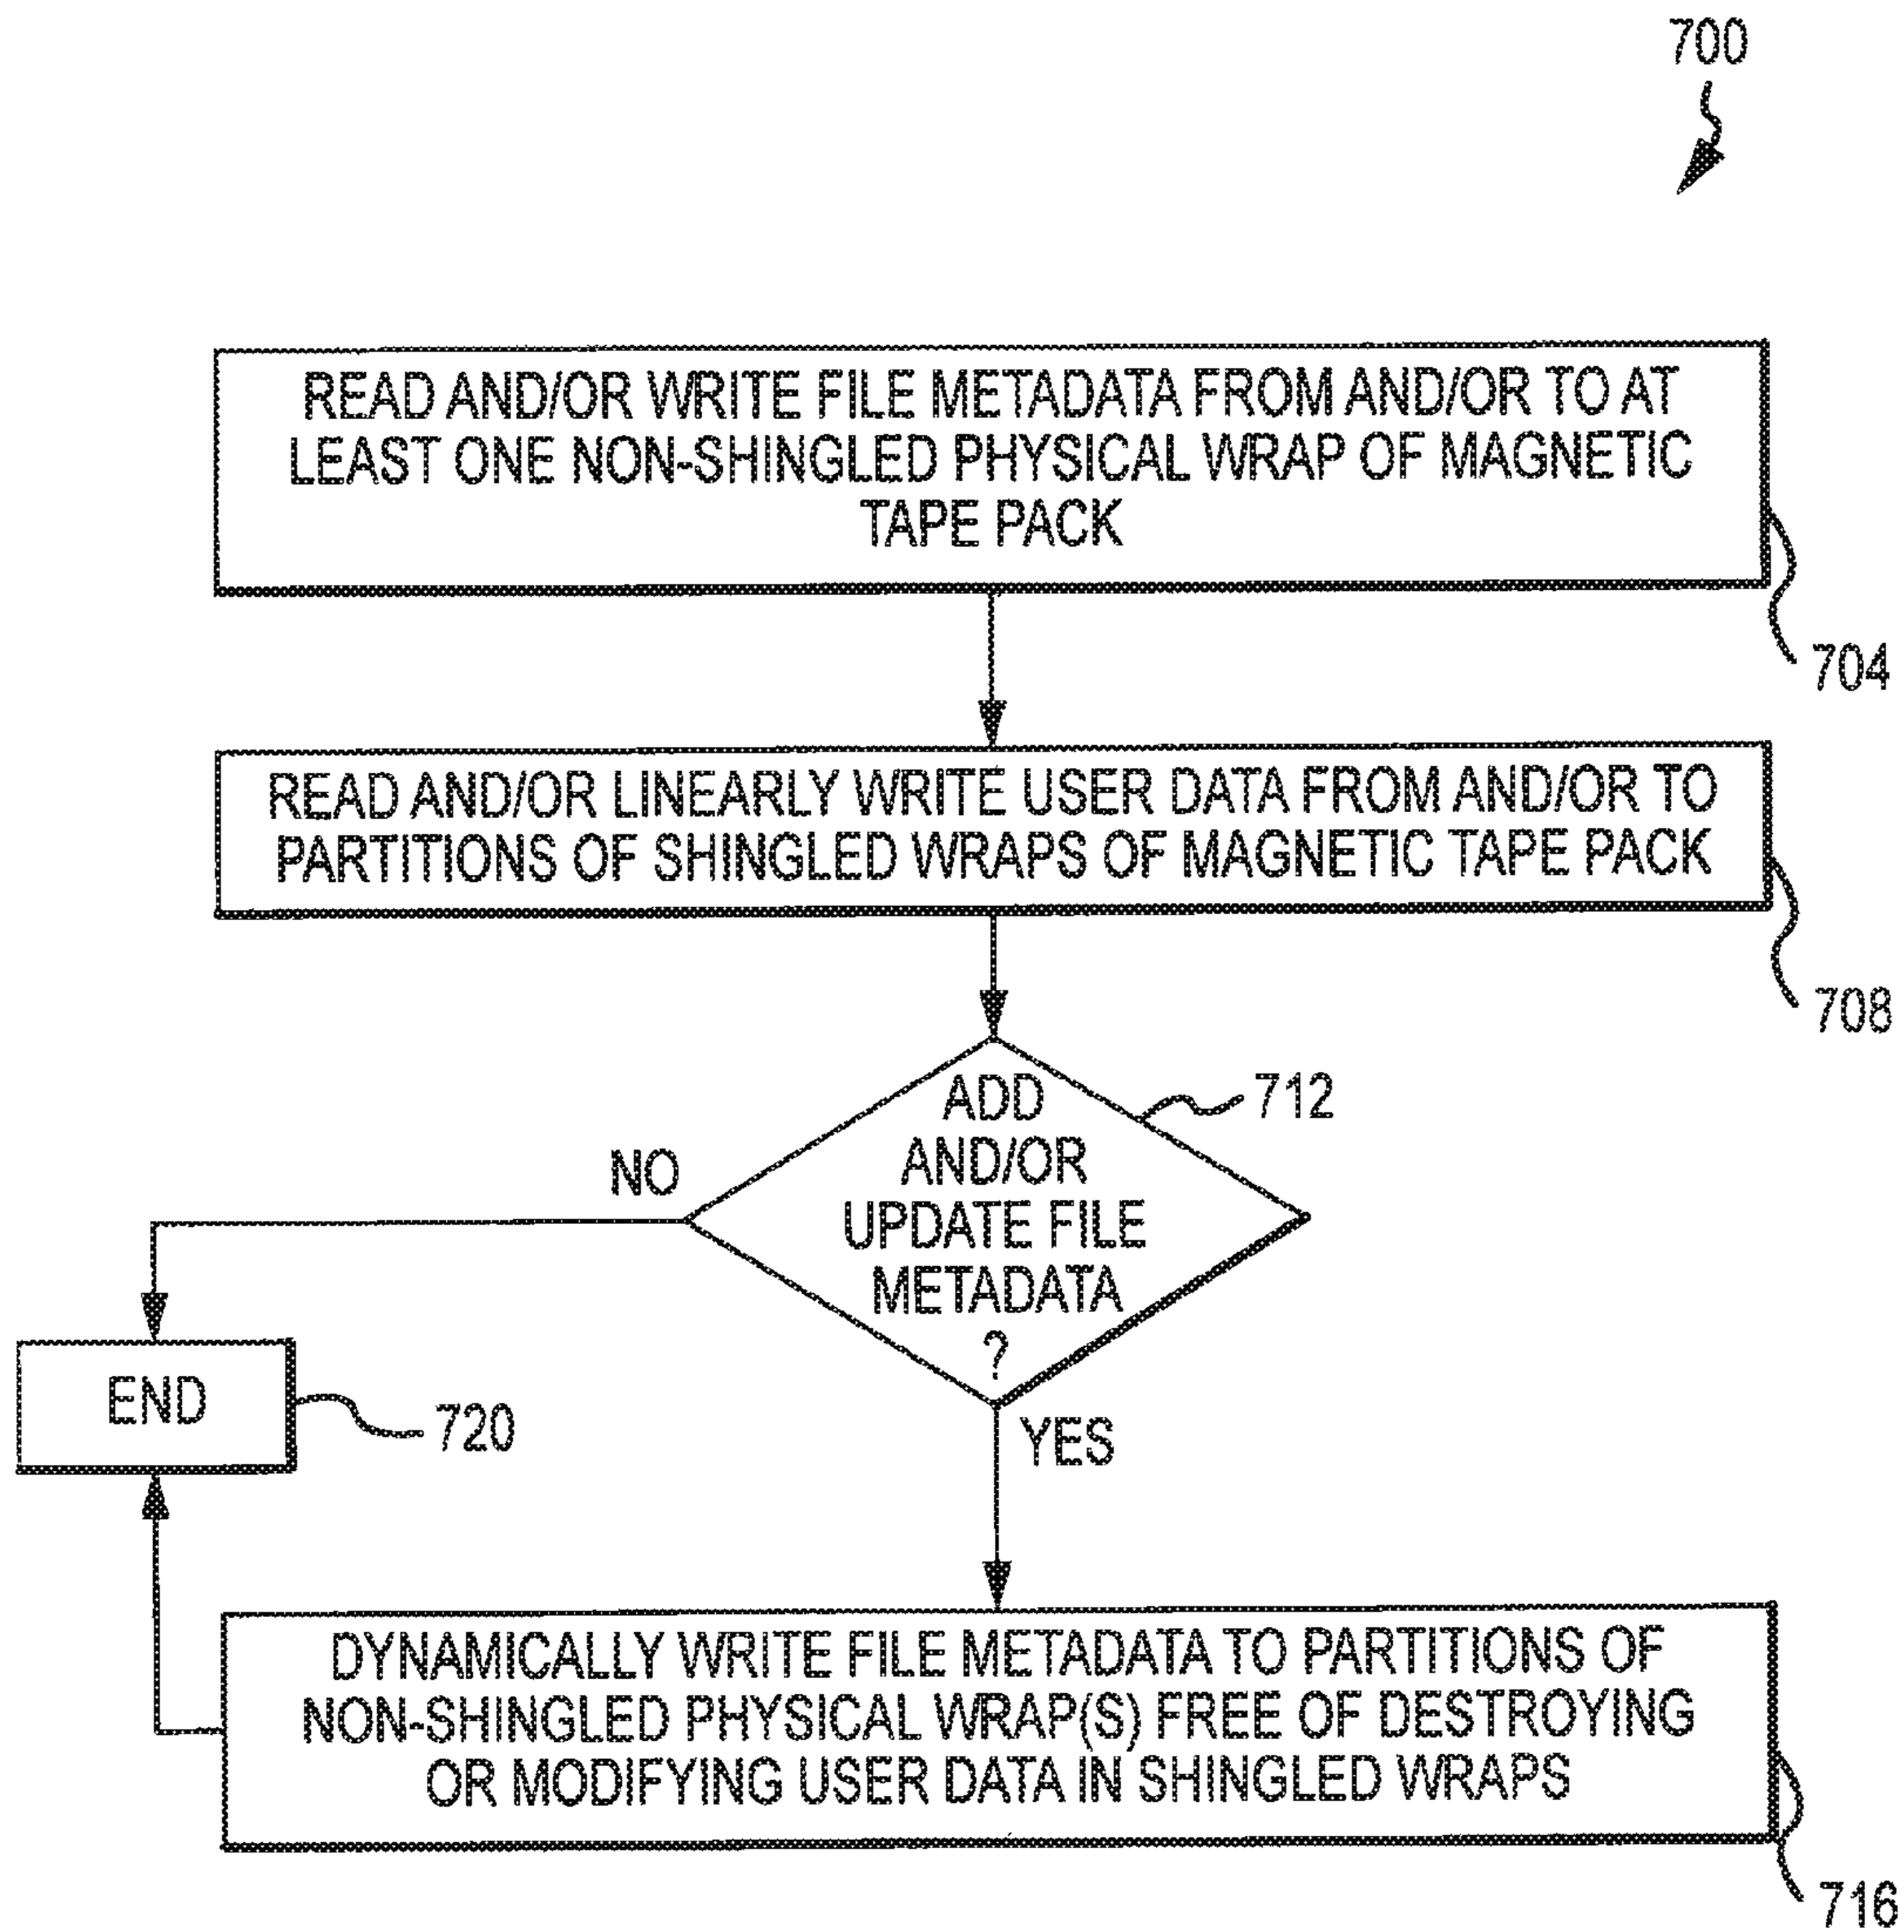 700
READ AND/OR WRITE FILE METADATA FROM AND/OR TO AT
LEAST ONE NON-SHINGLED PHYSICAL WRAP OF MAGNETIC
TAPE PACK
704
READ AND/OR LINEARLY WRITE USER DATA FROM AND/OR TO
PARTITIONS OF SHINGLED WRAPS OF MAGNETIC TAPE PACK
708
ADD
AND/OR
UPDATE FILE
METADATA
?
712
NO
END
720
YES
DYNAMICALLY WRITE FILE METADATA TO PARTITIONS OF
NON-SHINGLED PHYSICAL WRAP(S) FREE OF DESTROYING
OR MODIFYING USER DATA IN SHINGLED WRAPS
716